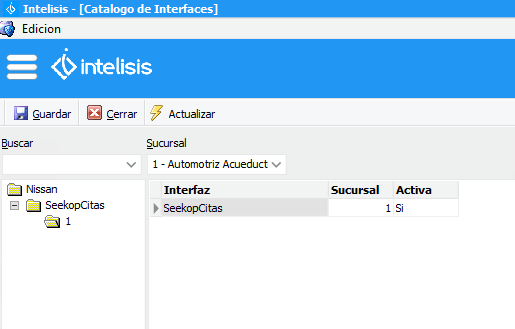 Intelisis - [Catalogo de Interfaces]
Edicion
intelisis
Guardar Cerrar Actualizar
Buscar Sucursal
1 - Automotriz Acueduct
Nissan
SeekopCitas
1
Interfaz Sucursal Activa
SeekopCitas 1 Si